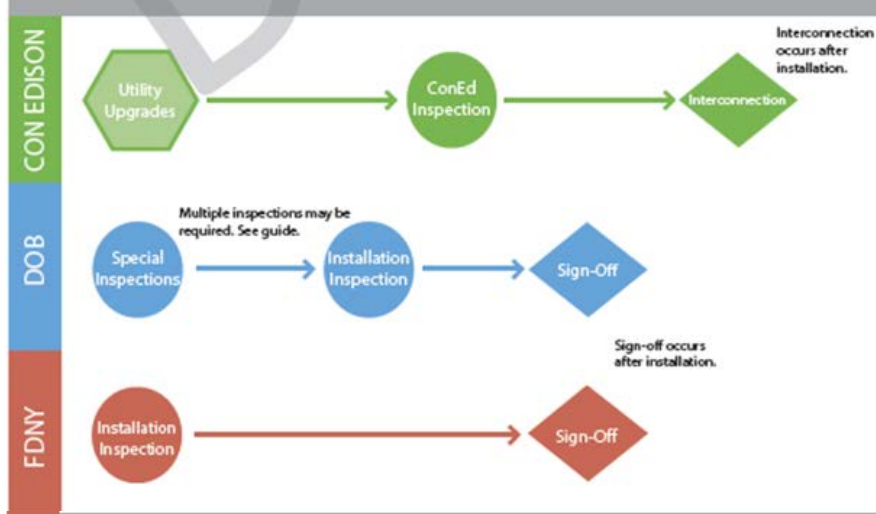 CON EDISON
Utility
Upgrades
ConEd
Inspection
Interconnection
Interconnection
occurs after
installation.
DOB
Special
Inspections
Multiple inspections may be
required. See guide.
Installation
Inspection
Sign-Off
Sign-off occurs
after installation.
FDNY
Installation
Inspection
Sign-Off